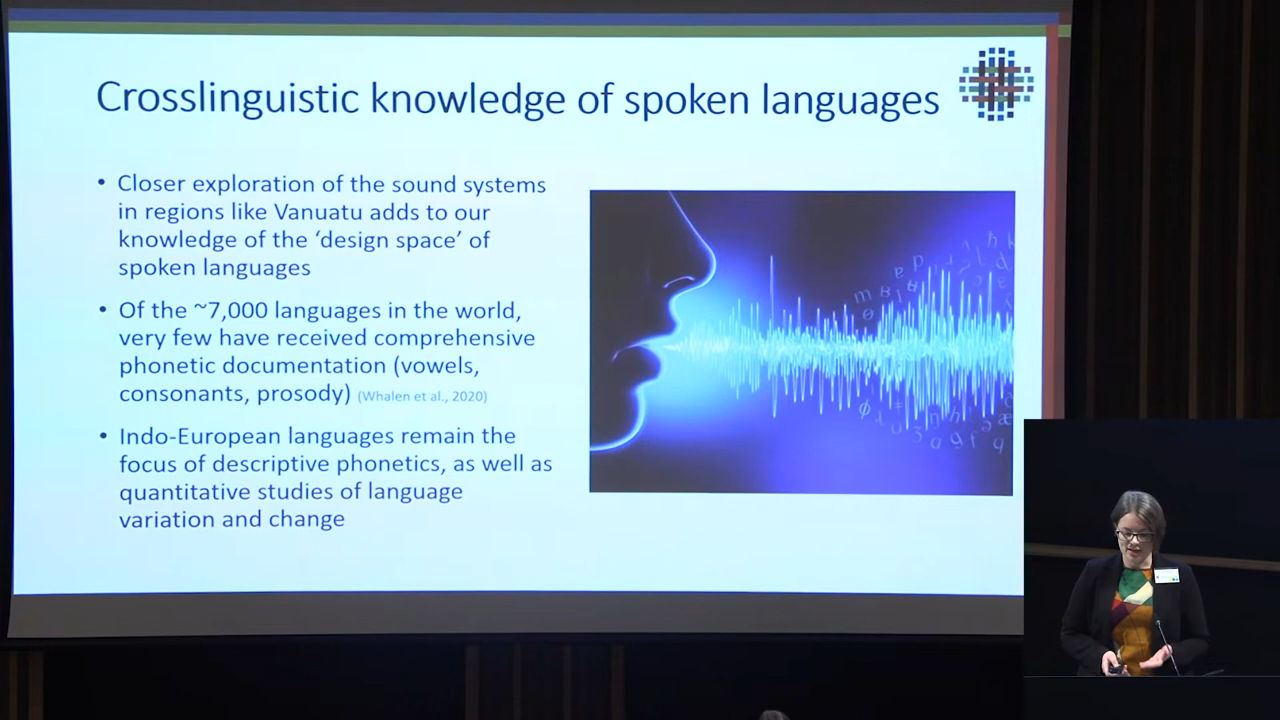 Crosslinguistic knowledge of spoken languages
• Closer exploration of the sound systems
in regions like Vanuatu adds to our
knowledge of the ‘design space’ of
spoken languages
• Of the ~7,000 languages in the world,
very few have received comprehensive
phonetic documentation (vowels,
consonants, prosody) (Whalen et al., 2020)
• Indo-European languages remain the
focus of descriptive phonetics, as well as
quantitative studies of language
variation and change